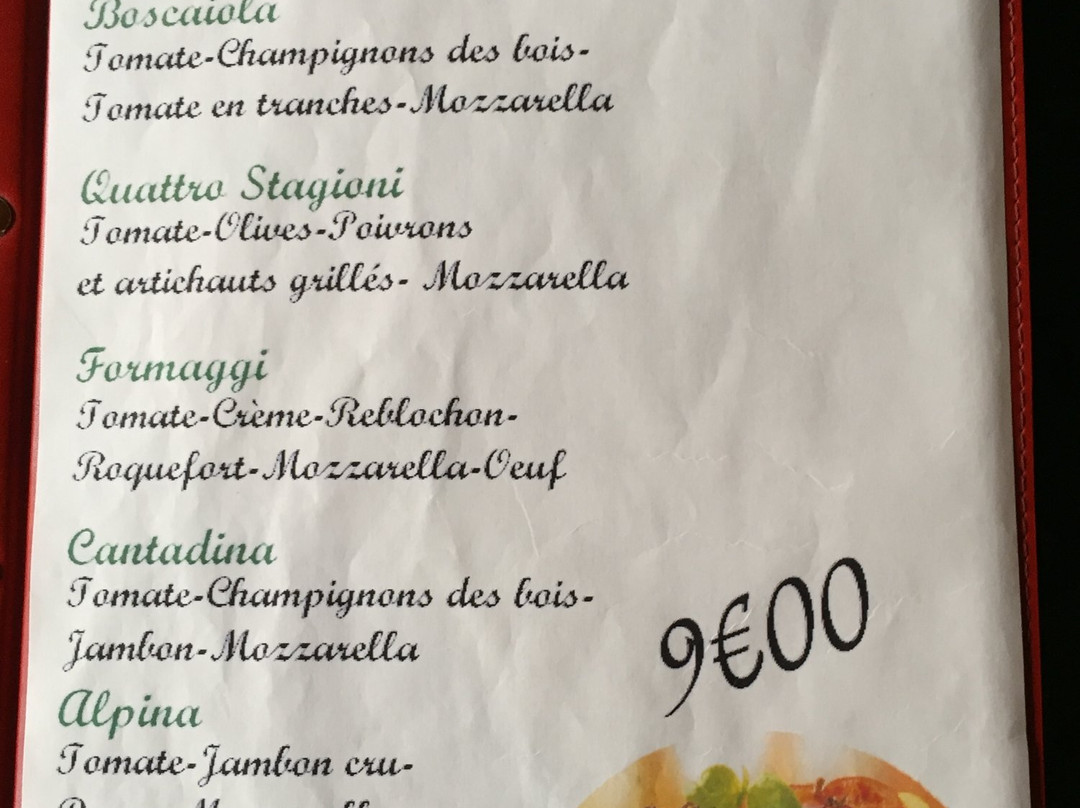 Boscaiola
Tomate-Champignons des bois-
Tomate en tranches-Mozzarella
Quattro Stagioni
Tomate-Olives-Poivrons
et artichauts grillés- Mozzarella
Formaggi
Tomate-Crème-Reblochon-
Roquefort-Mozzarella-Oeuf
Cantadina
Tomate-Champignons des bois-
Jambon-Mozzarella
9€00
Alpina
Tomate-Jambon cru-